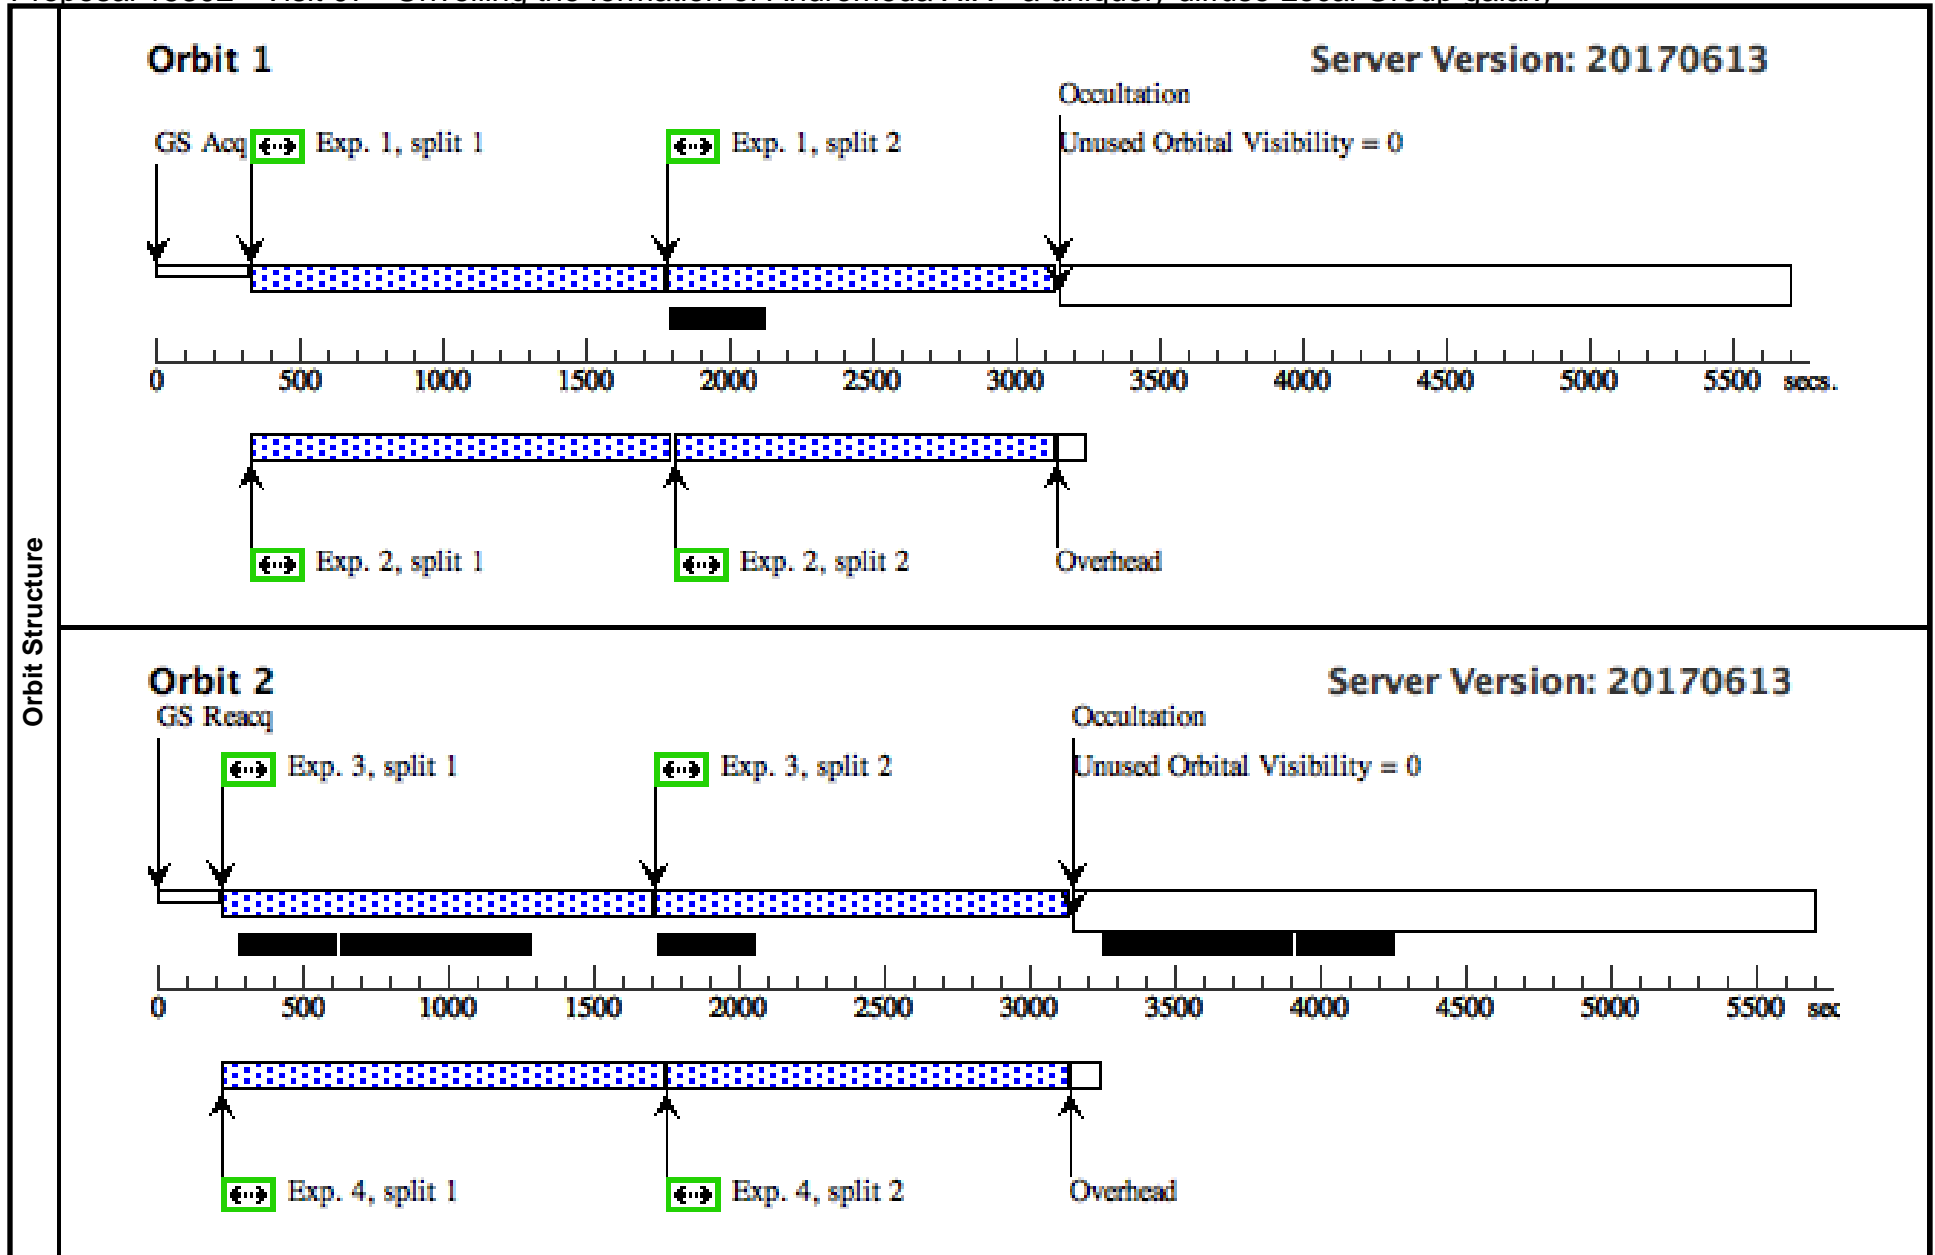 Orbit Structure
Orbit 1
Server Version: 20170613
Occultation
GS Acq Exp. 1, split 1 Exp. 1, split 2 Unused Orbital Visibility = 0
0 500 1000 1500 2000 2500 3000 3500 4000 4500 5000 5500 secs.
Exp. 2, split 1 Exp. 2, split 2 Overhead
Orbit 2
Server Version: 20170613
GS Reacq Occultation
Exp. 3, split 1 Exp. 3, split 2 Unused Orbital Visibility = 0
0 500 1000 1500 2000 2500 3000 3500 4000 4500 5000 5500 sec
Exp. 4, split 1 Exp. 4, split 2 Overhead